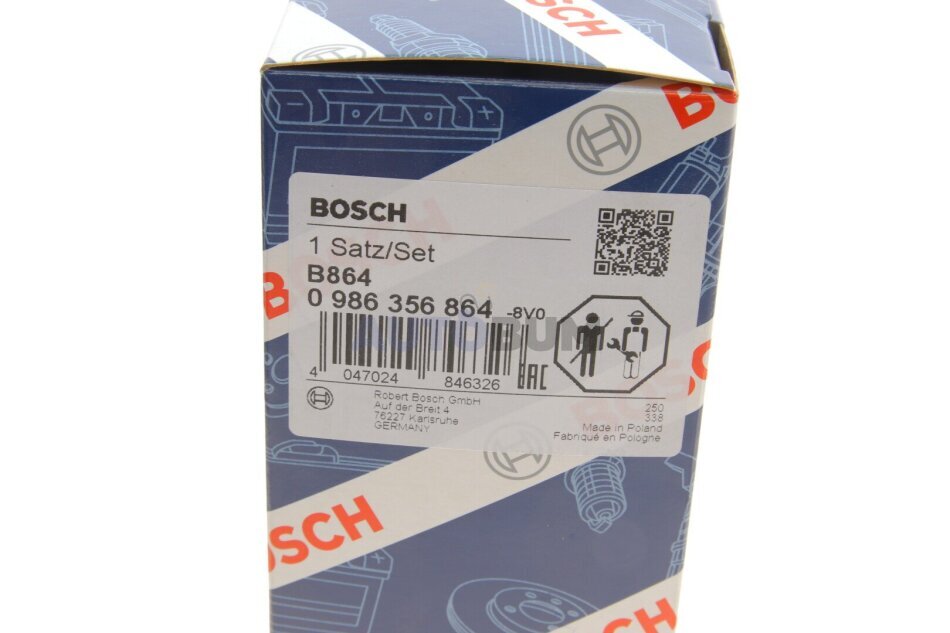 BOSCH
BOSCH
BOSCH
1 Satz/Set
B864
0 986 356 864 -8V0
AUTOBUM
4 047024 846326
EAC
Robert Bosch GmbH
Auf der Breit 4
76227 Karlsruhe
GERMANY
250
338
Made in Poland
Fabriqué en Pologne
BOSCH
BOSCH